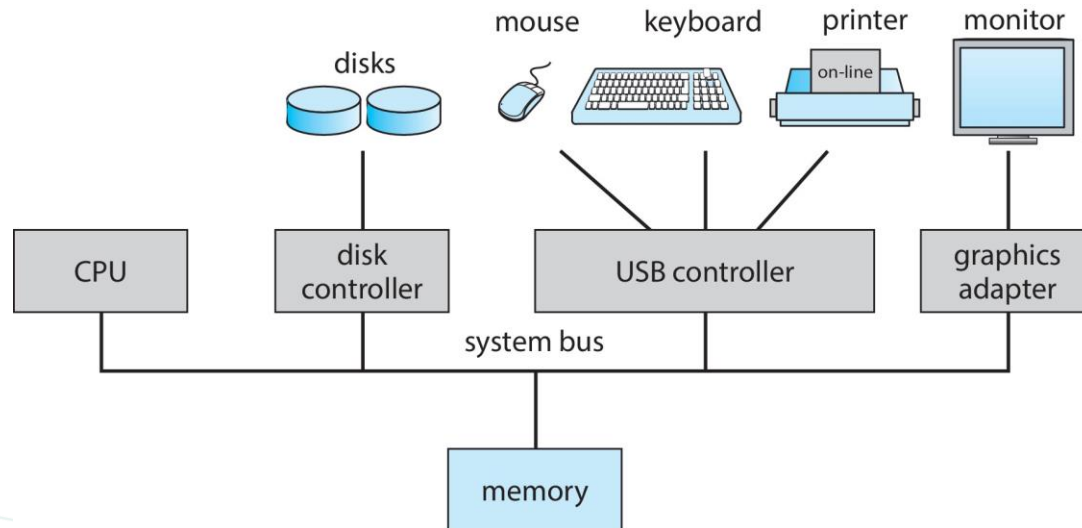 mouse
keyboard
printer
monitor
disks
on-line
CPU
disk
controller
USB controller
graphics
adapter
system bus
memory